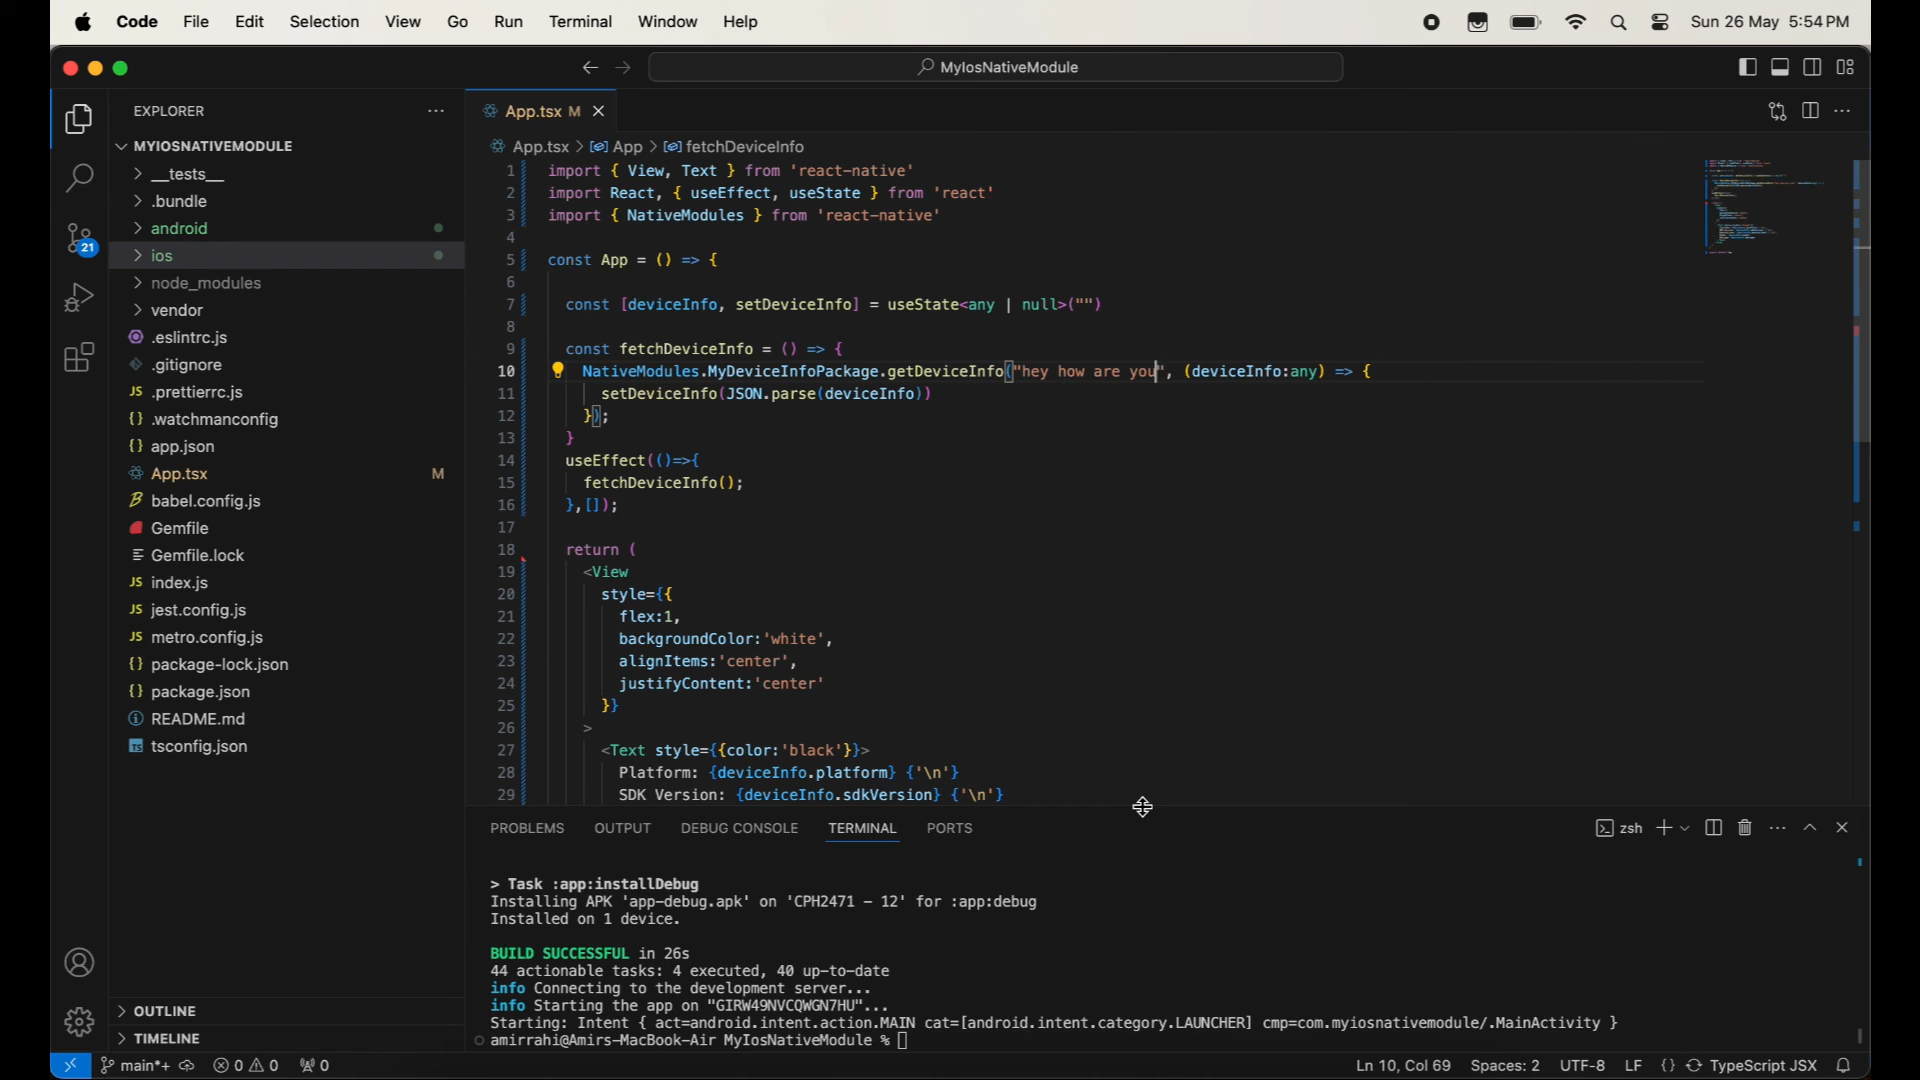 Code File Edit Selection View Go Run Terminal Window Help Sun 26 May 5:54 PM
MyIosNativeModule
EXPLORER
App.tsx M
MYIOSNATIVEMODULE
__tests__
.bundle
android
ios
node_modules
vendor
.eslintrc.js
.gitignore
JS .prettierrc.js
{} .watchmanconfig
{} app.json
App.tsx M
babel.config.js
Gemfile
Gemfile.lock
JS index.js
JS jest.config.js
JS metro.config.js
{} package-lock.json
{} package.json
README.md
TS tsconfig.json
OUTLINE
TIMELINE
21
App.tsx > App > fetchDeviceInfo
1 import { View, Text } from 'react-native'
2 import React, { useEffect, useState } from 'react'
3 import { NativeModules } from 'react-native'
4
5 const App = () => {
6
7 const [deviceInfo, setDeviceInfo] = useState<any | null>("")
8
9 const fetchDeviceInfo = () => {
10 NativeModules.MyDeviceInfoPackage.getDeviceInfo("hey how are you", (deviceInfo:any) => {
11 setDeviceInfo(JSON.parse(deviceInfo))
12 });
13 }
14 useEffect(()=>{
15 fetchDeviceInfo();
16 },[]);
17
18 return (
19 <View
20 style={{
21 flex:1,
22 backgroundColor:'white',
23 alignItems:'center',
24 justifyContent:'center'
25 }}
26 >
27 <Text style={{color:'black'}}>
28 Platform: {deviceInfo.platform} {'\n'}
29 SDK Version: {deviceInfo.sdkVersion} {'\n'}
PROBLEMS OUTPUT DEBUG CONSOLE TERMINAL PORTS zsh
> Task :app:installDebug
Installing APK 'app-debug.apk' on 'CPH2471 - 12' for :app:debug
Installed on 1 device.
BUILD SUCCESSFUL in 26s
44 actionable tasks: 4 executed, 40 up-to-date
info Connecting to the development server...
info Starting the app on "GIRW49NVCQWGN7HU"...
Starting: Intent { act=android.intent.action.MAIN cat=[android.intent.category.LAUNCHER] cmp=com.myiosnativemodule/.MainActivity }
amirrahi@Amirs-MacBook-Air MyIosNativeModule %
main*+ 0 0 0 Ln 10, Col 69 Spaces: 2 UTF-8 LF {} TypeScript JSX